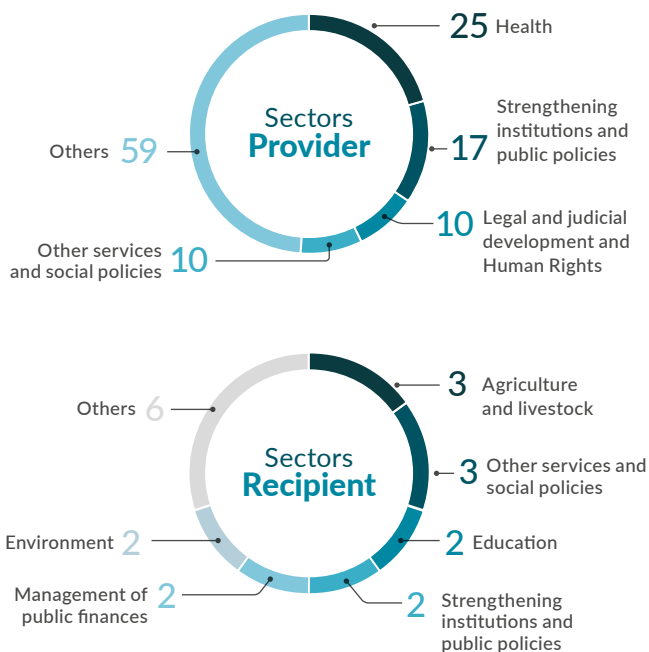 25 Health
Sectors
Provider
Strengthening
institutions and
17 public policies
Others 59
10 Legal and judicial
development and
Human Rights
Other services
and social policies 10
Sectors
Recipient
3 Agriculture
and livestock
Others 6
3 Other services and
social policies
2 Education
Environment 2
Management of
public finances 2
2 Strengthening
institutions and
public policies